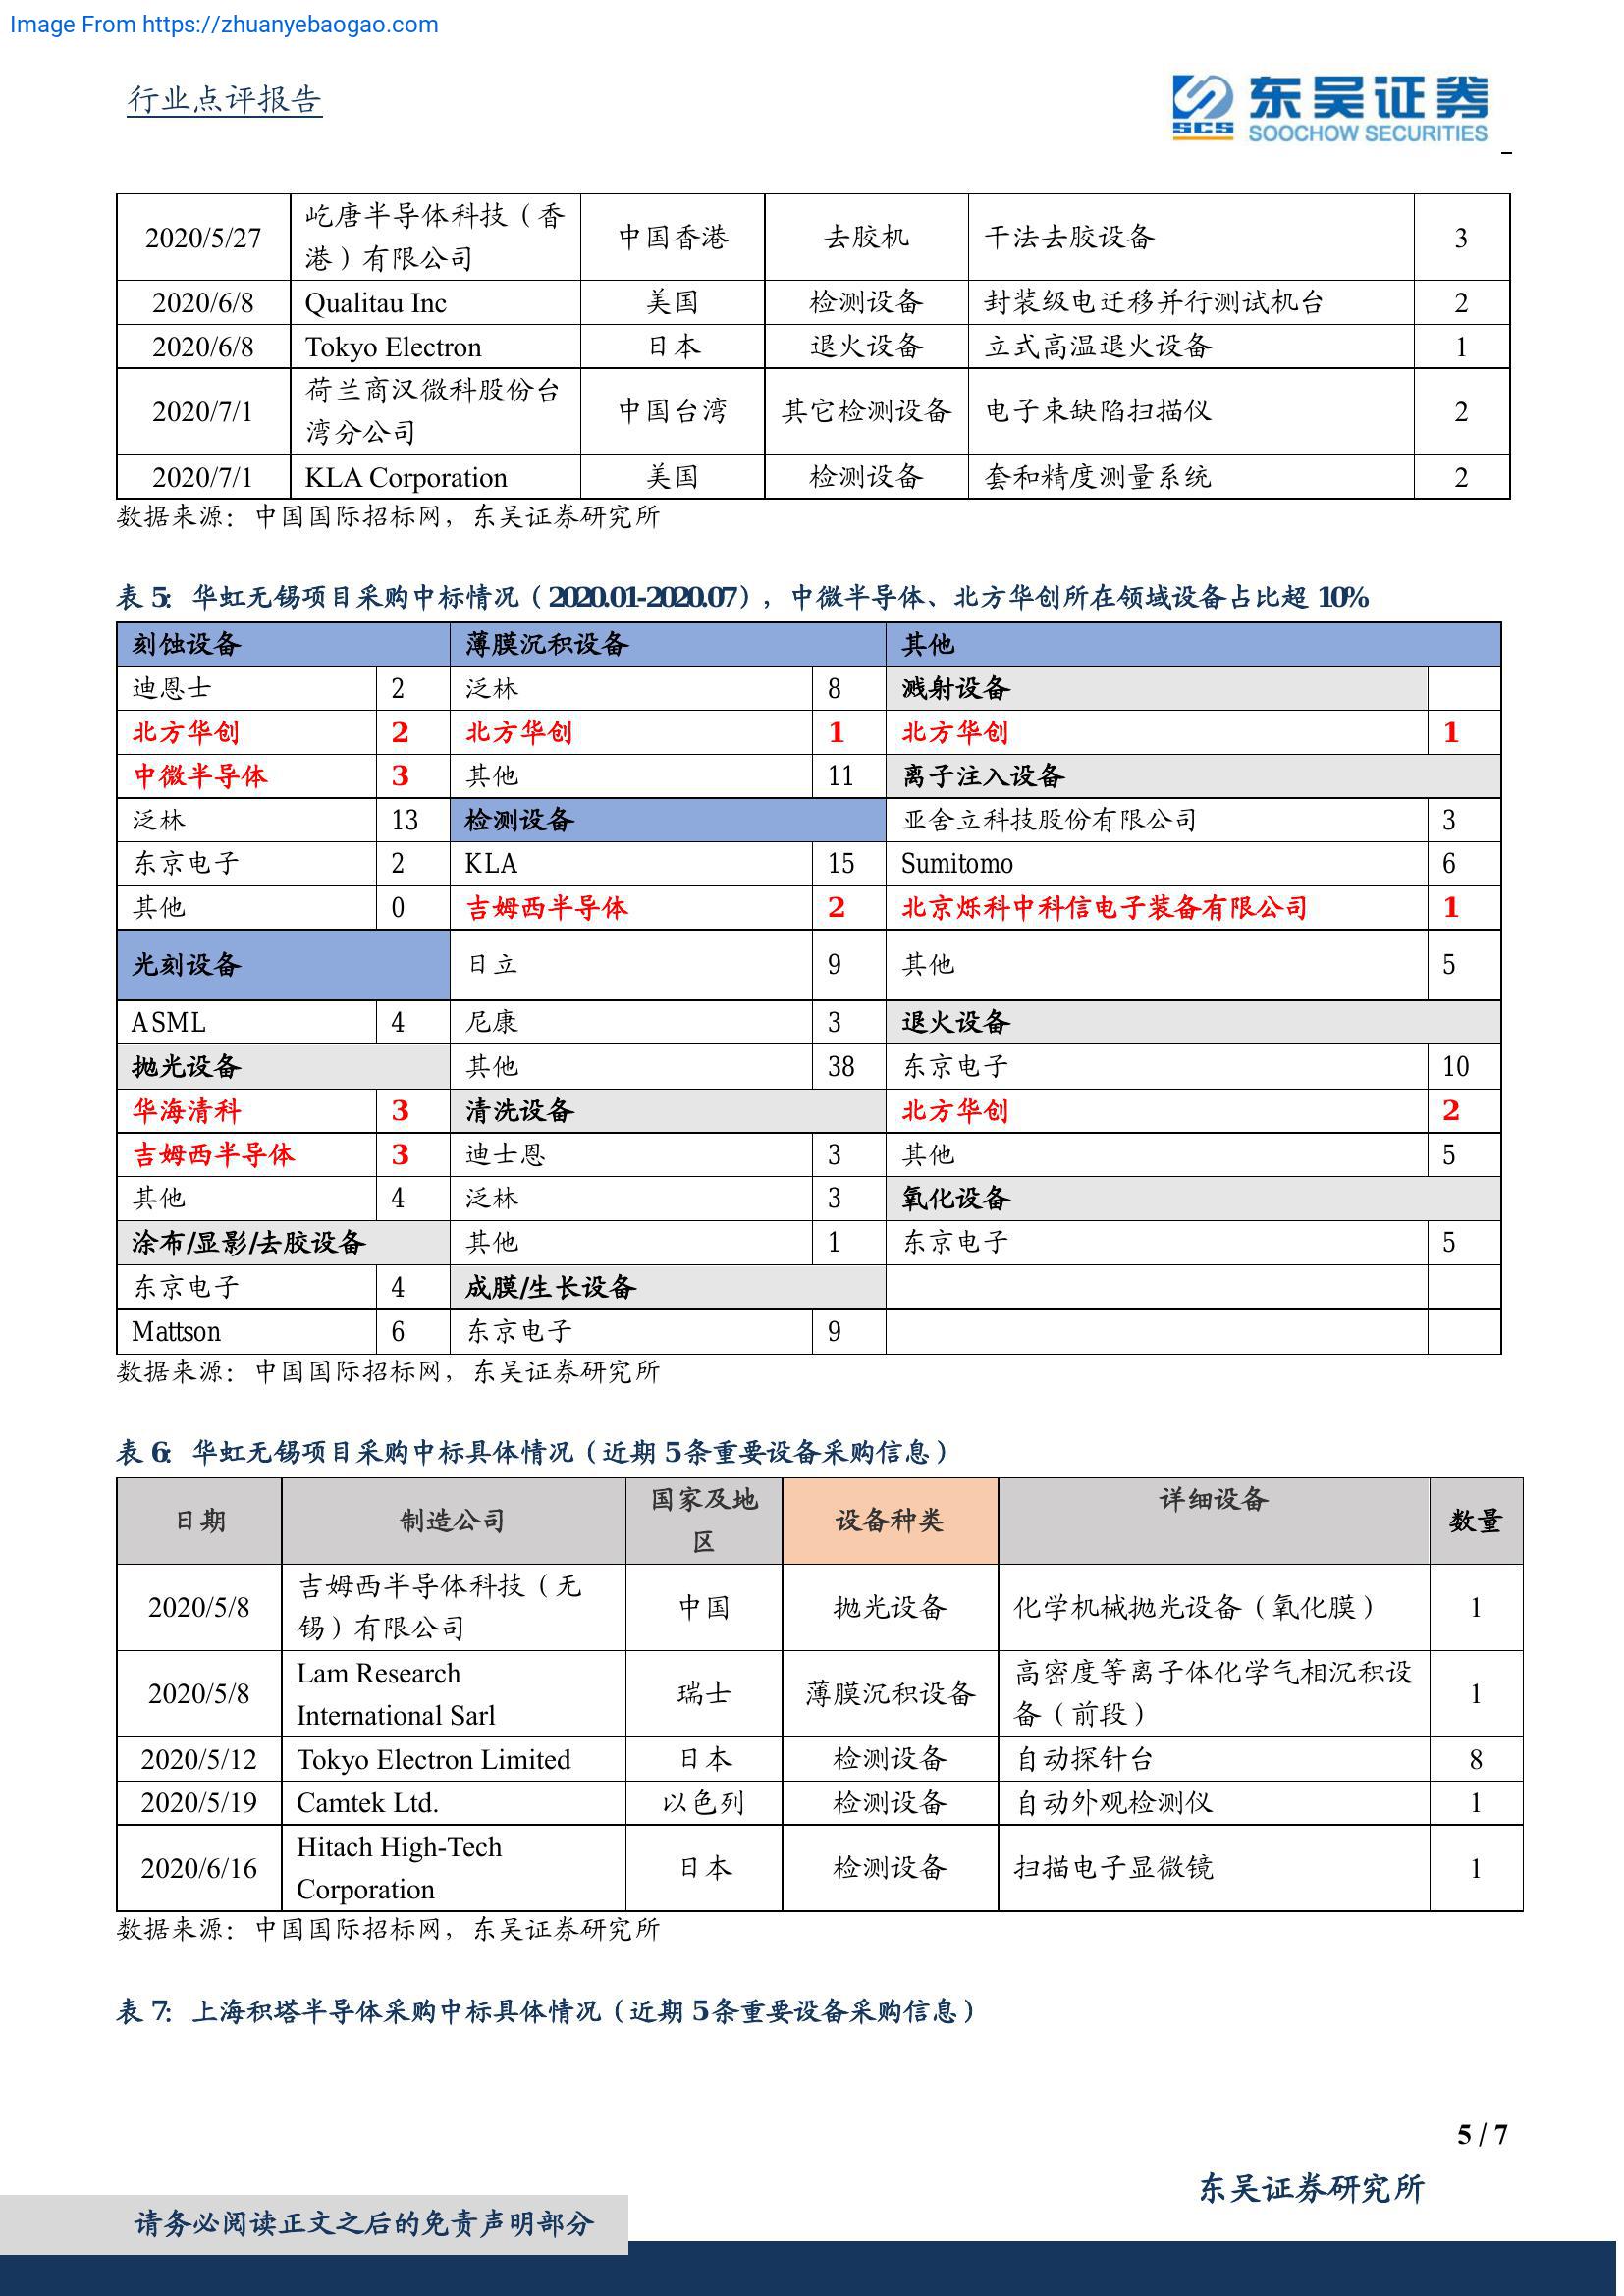 Image From https://zhuanyebaogao.com
行业点评报告
东吴证券
SCS SOOCHOW SECURITIES
2020/5/27 屹唐半导体科技（香港）有限公司 中国香港 去胶机 干法去胶设备 3
2020/6/8 Qualitau Inc 美国 检测设备 封装级电迁移并行测试机台 2
2020/6/8 Tokyo Electron 日本 退火设备 立式高温退火设备 1
2020/7/1 荷兰商汉微科股份台湾分公司 中国台湾 其它检测设备 电子束缺陷扫描仪 2
2020/7/1 KLA Corporation 美国 检测设备 套和精度测量系统 2
数据来源：中国国际招标网，东吴证券研究所
表 5：华虹无锡项目采购中标情况（2020.01-2020.07），中微半导体、北方华创所在领域设备占比超 10%
刻蚀设备 薄膜沉积设备 其他
迪恩士 2 泛林 8 溅射设备
北方华创 2 北方华创 1 北方华创 1
中微半导体 3 其他 11 离子注入设备
泛林 13 检测设备 亚舍立科技股份有限公司 3
东京电子 2 KLA 15 Sumitomo 6
其他 0 吉姆西半导体 2 北京烁科中科信电子装备有限公司 1
光刻设备 日立 9 其他 5
ASML 4 尼康 3 退火设备
抛光设备 其他 38 东京电子 10
华海清科 3 清洗设备 北方华创 2
吉姆西半导体 3 迪士恩 3 其他 5
其他 4 泛林 3 氧化设备
涂布/显影/去胶设备 其他 1 东京电子 5
东京电子 4 成膜/生长设备
Mattson 6 东京电子 9
数据来源：中国国际招标网，东吴证券研究所
表 6：华虹无锡项目采购中标具体情况（近期 5 条重要设备采购信息）
日期 制造公司 国家及地区 设备种类 详细设备 数量
2020/5/8 吉姆西半导体科技（无锡）有限公司 中国 抛光设备 化学机械抛光设备（氧化膜） 1
2020/5/8 Lam Research International Sarl 瑞士 薄膜沉积设备 高密度等离子体化学气相沉积设备（前段） 1
2020/5/12 Tokyo Electron Limited 日本 检测设备 自动探针台 8
2020/5/19 Camtek Ltd. 以色列 检测设备 自动外观检测仪 1
2020/6/16 Hitach High-Tech Corporation 日本 检测设备 扫描电子显微镜 1
数据来源：中国国际招标网，东吴证券研究所
表 7：上海积塔半导体采购中标具体情况（近期 5 条重要设备采购信息）
5 / 7
东吴证券研究所
请务必阅读正文之后的免责声明部分